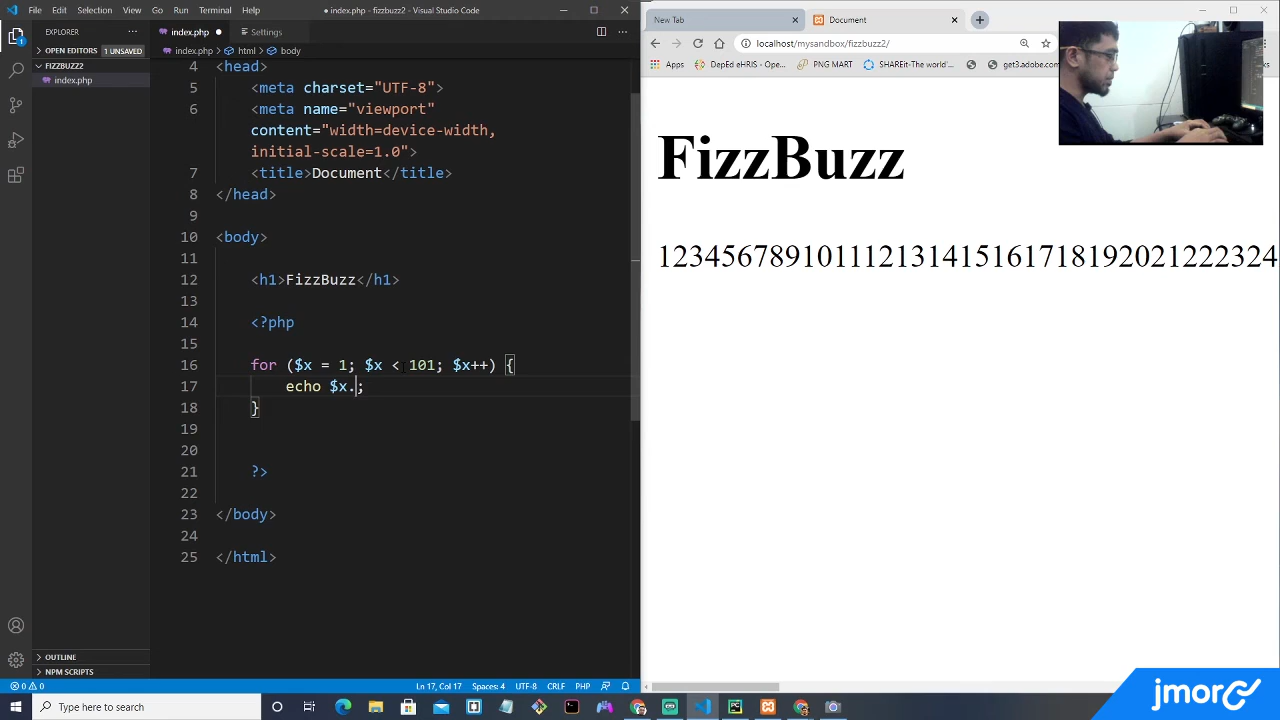 File Edit Selection View Go Run Terminal Help ● index.php - fizzbuzz2 - Visual Studio Code
EXPLORER
OPEN EDITORS 1 UNSAVED
FIZZBUZZ2
index.php
OUTLINE
NPM SCRIPTS
index.php Settings
index.php > html > body
4 <head>
5 <meta charset="UTF-8">
6 <meta name="viewport"
content="width=device-width,
initial-scale=1.0">
7 <title>Document</title>
8 </head>
9
10 <body>
11
12 <h1>FizzBuzz</h1>
13
14 <?php
15
16 for ($x = 1; $x < 101; $x++) {
17 echo $x.;
18 }
19
20
21 ?>
22
23 </body>
24
25 </html>
0 0 Ln 17, Col 17 Spaces: 4 UTF-8 CRLF PHP
New Tab Document
localhost/mysandbox/fizzbuzz2/
Apps DepEd eHRIS - Ope... PNG MART SHAREit-The world'... get3.adobe.com
FizzBuzz
123456789101112131415161718192021222324
Type here to search
jmorc